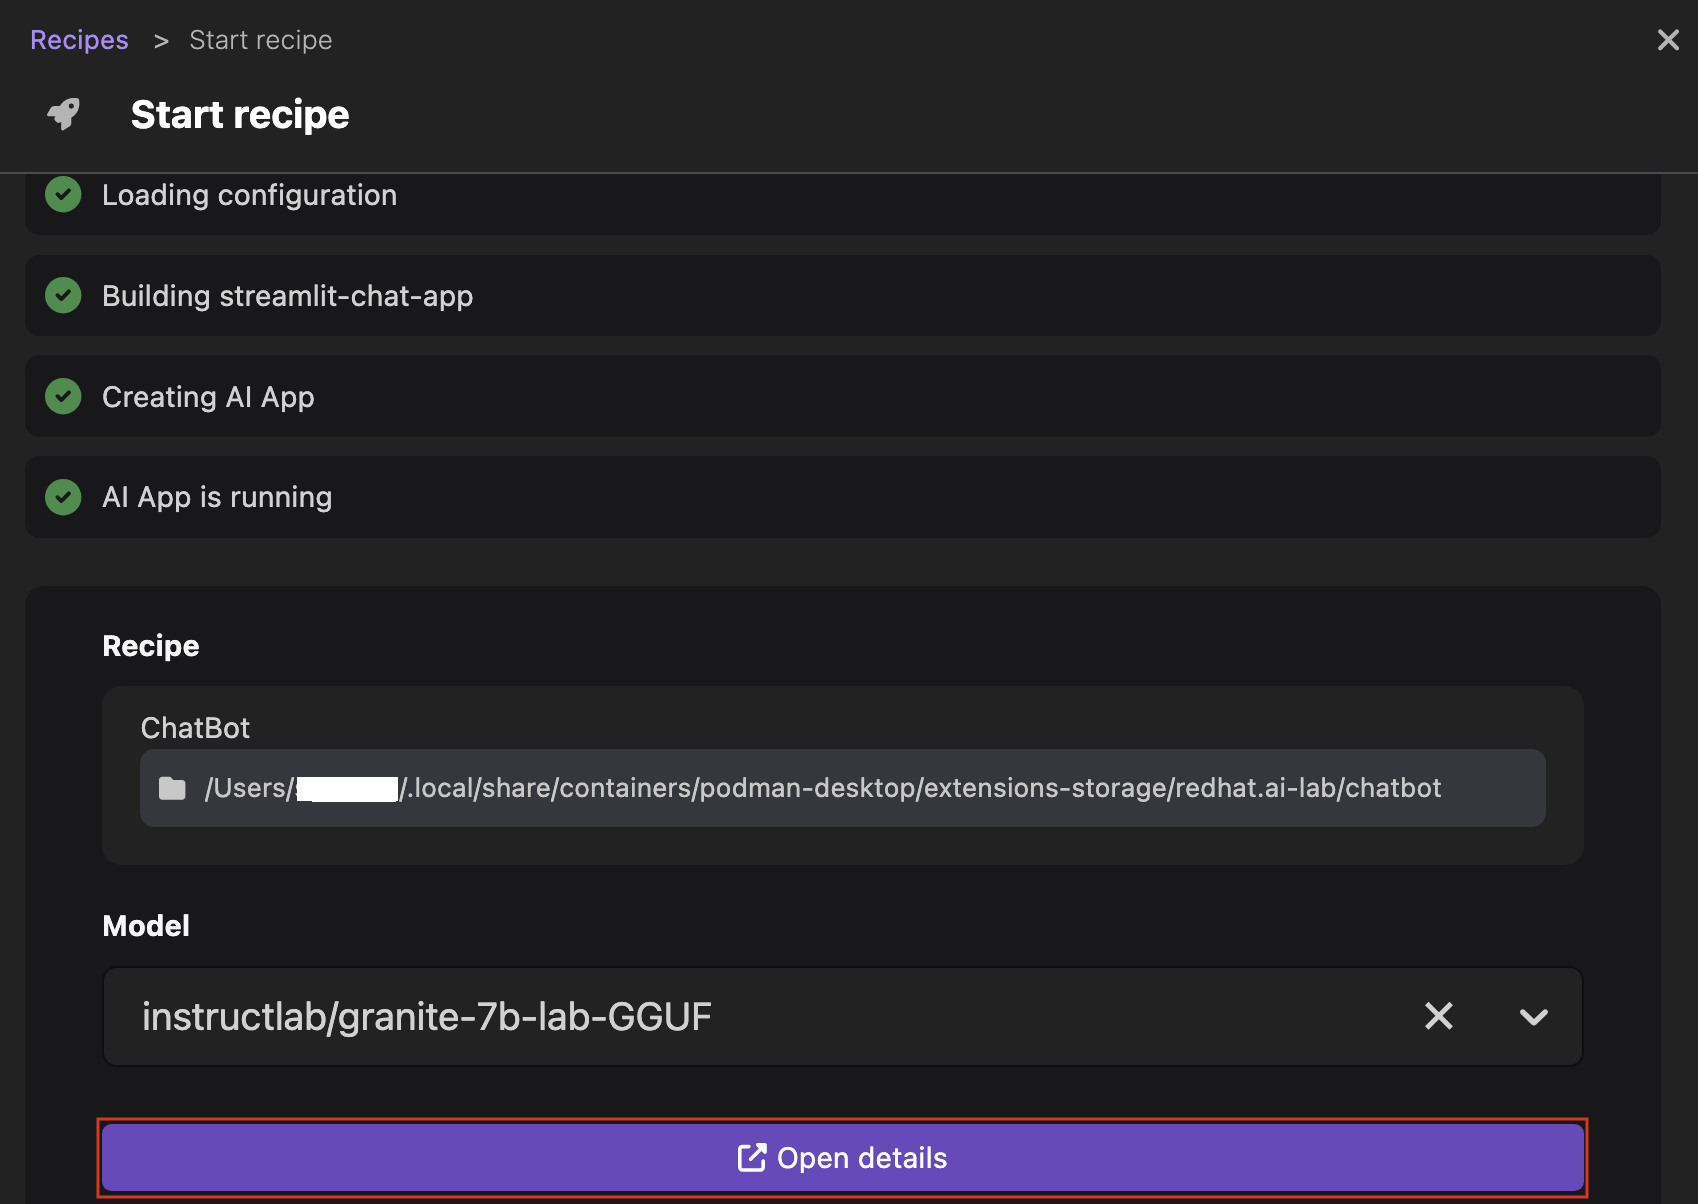 Recipes > Start recipe
Start recipe
Loading configuration
Building streamlit-chat-app
Creating AI App
AI App is running
Recipe
ChatBot
/Users/ /.local/share/containers/podman-desktop/extensions-storage/redhat.ai-lab/chatbot
Model
instructlab/granite-7b-lab-GGUF
Open details